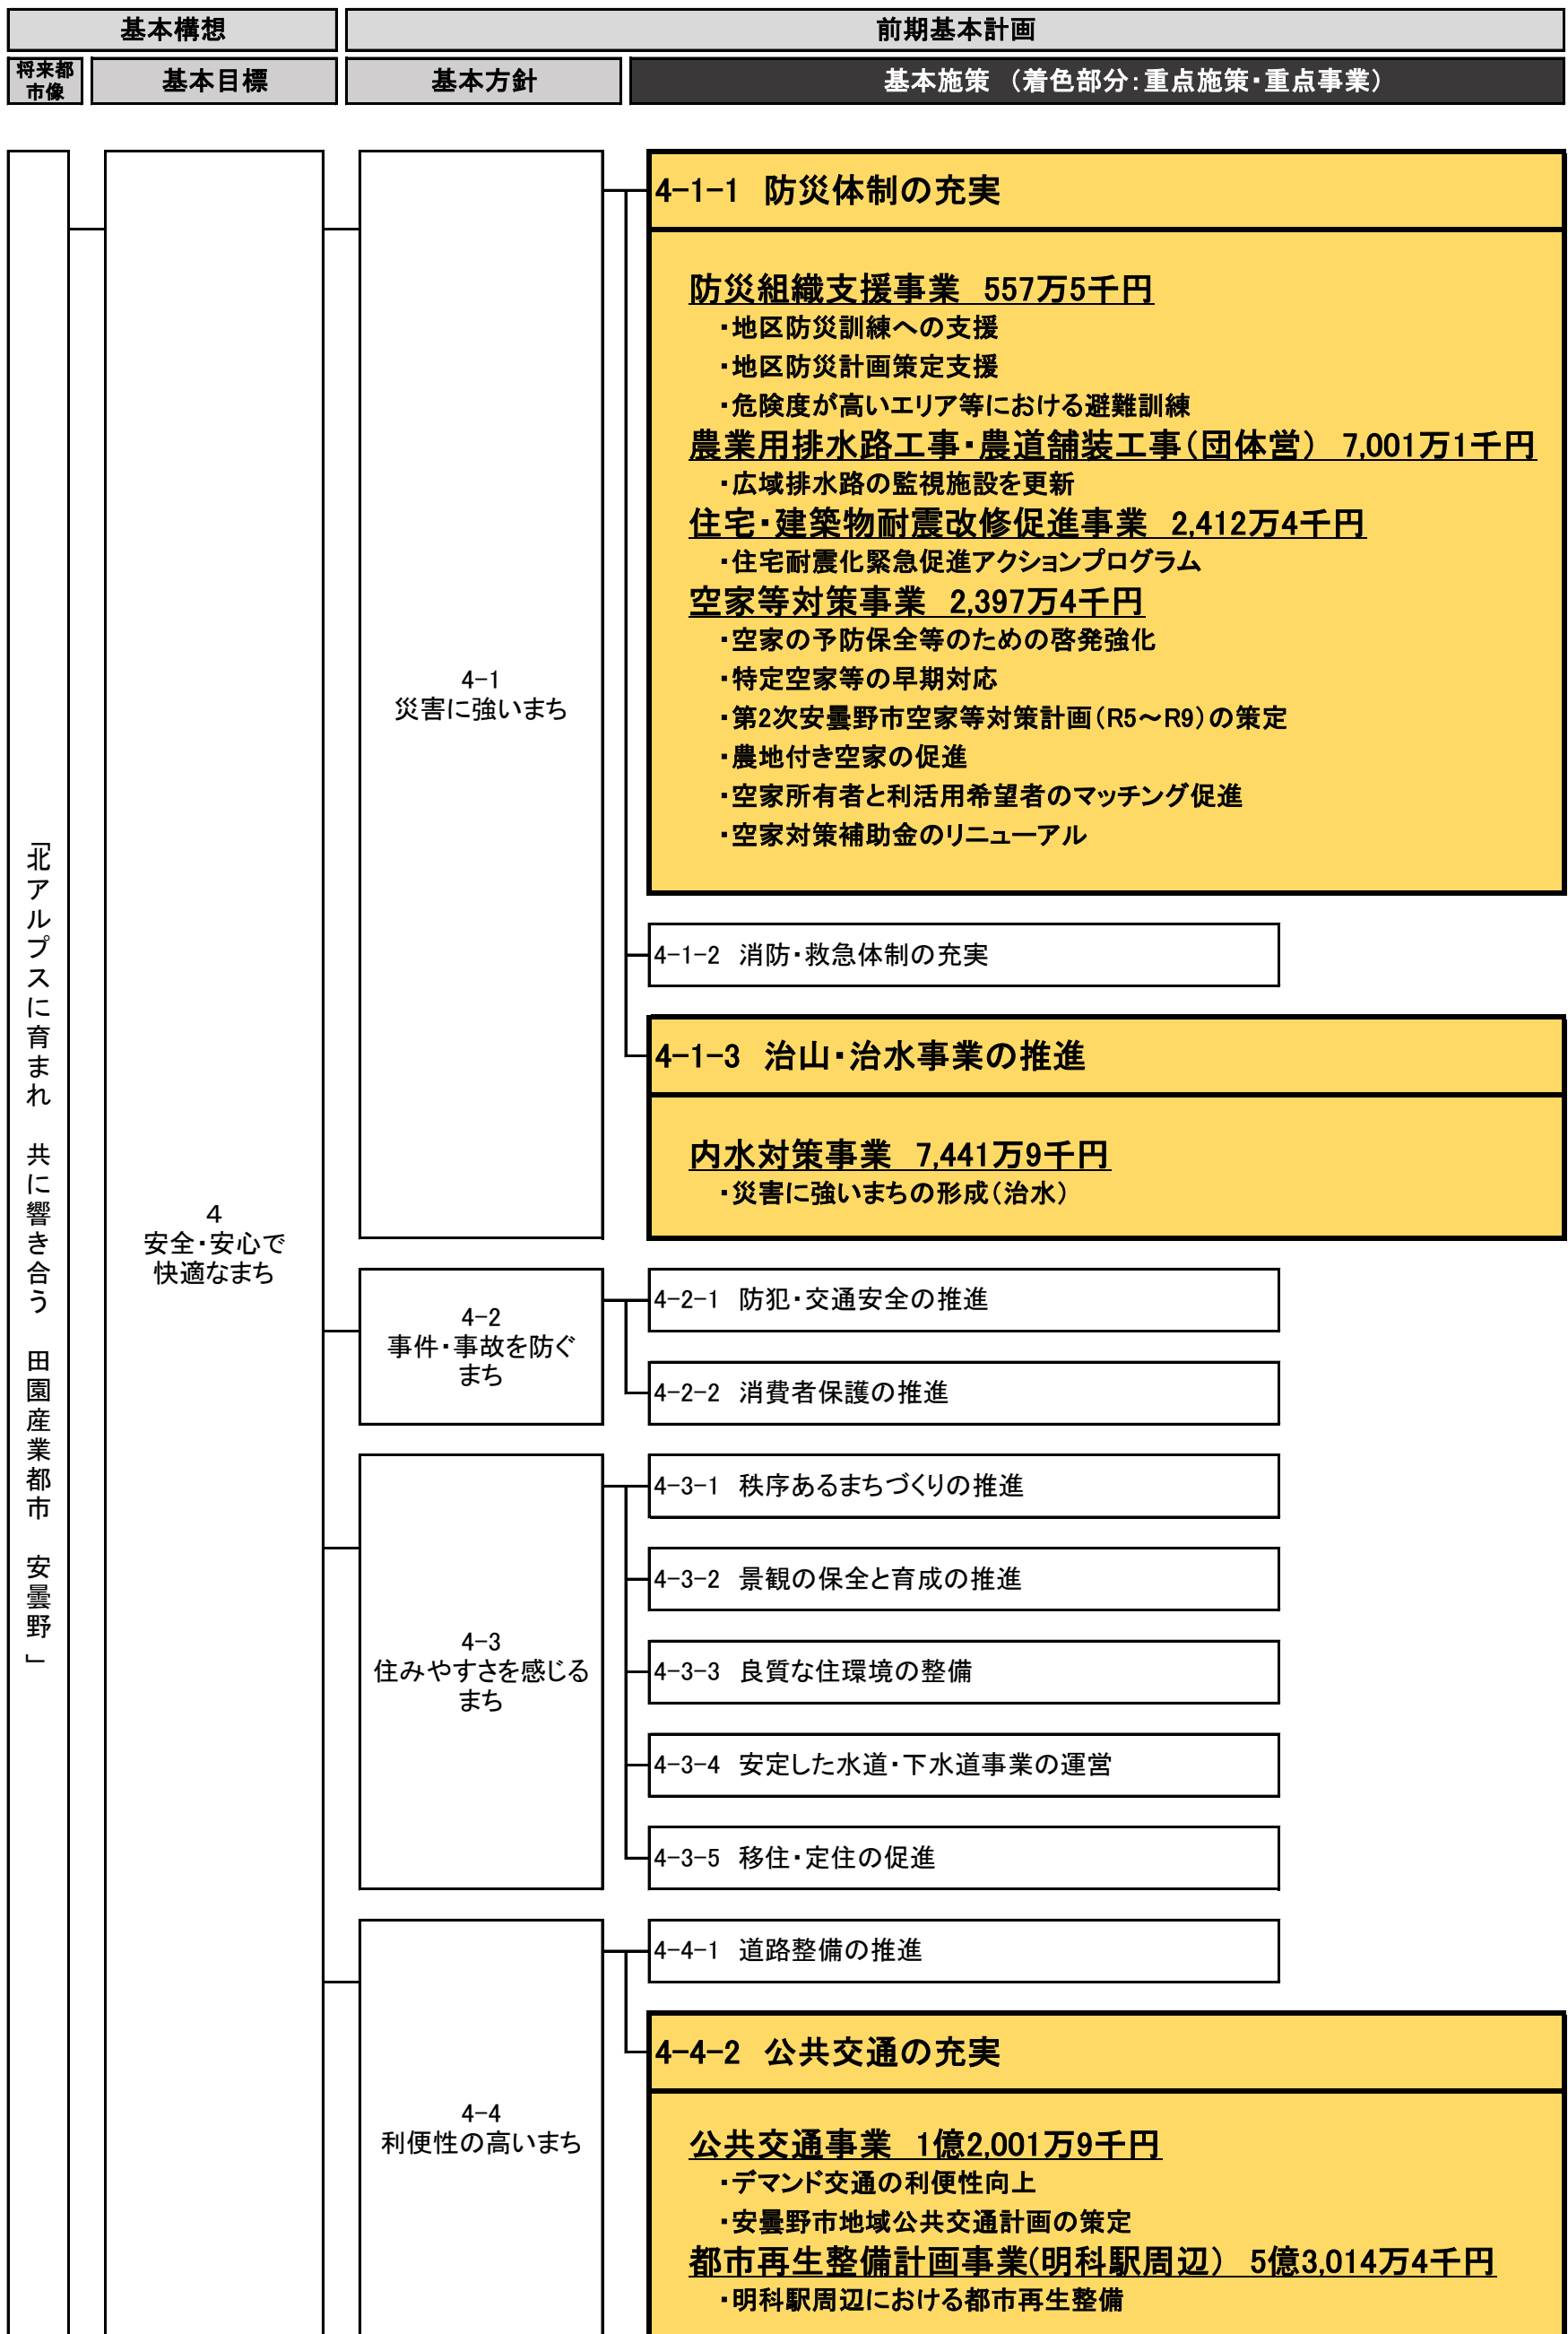 基本構想
前期基本計画
将来都
市像
基本目標
基本方針
基本施策 （着色部分：重点施策・重点事業）
「北アルプスに育まれ　共に響き合う　田園産業都市　安曇野」
4
安全・安心で
快適なまち
4-1
災害に強いまち
4-1-1 防災体制の充実
防災組織支援事業 557万5千円
・地区防災訓練への支援
・地区防災計画策定支援
・危険度が高いエリア等における避難訓練
農業用排水路工事・農道舗装工事（団体営） 7,001万1千円
・広域排水路の監視施設を更新
住宅・建築物耐震改修促進事業 2,412万4千円
・住宅耐震化緊急促進アクションプログラム
空家等対策事業 2,397万4千円
・空家の予防保全等のための啓発強化
・特定空家等の早期対応
・第2次安曇野市空家等対策計画（R5～R9）の策定
・農地付き空家の促進
・空家所有者と利活用希望者のマッチング促進
・空家対策補助金のリニューアル
4-1-2 消防・救急体制の充実
4-1-3 治山・治水事業の推進
内水対策事業 7,441万9千円
・災害に強いまちの形成（治水）
4-2
事件・事故を防ぐ
まち
4-2-1 防犯・交通安全の推進
4-2-2 消費者保護の推進
4-3
住みやすさを感じる
まち
4-3-1 秩序あるまちづくりの推進
4-3-2 景観の保全と育成の推進
4-3-3 良質な住環境の整備
4-3-4 安定した水道・下水道事業の運営
4-3-5 移住・定住の促進
4-4
利便性の高いまち
4-4-1 道路整備の推進
4-4-2 公共交通の充実
公共交通事業 1億2,001万9千円
・デマンド交通の利便性向上
・安曇野市地域公共交通計画の策定
都市再生整備計画事業(明科駅周辺） 5億3,014万4千円
・明科駅周辺における都市再生整備